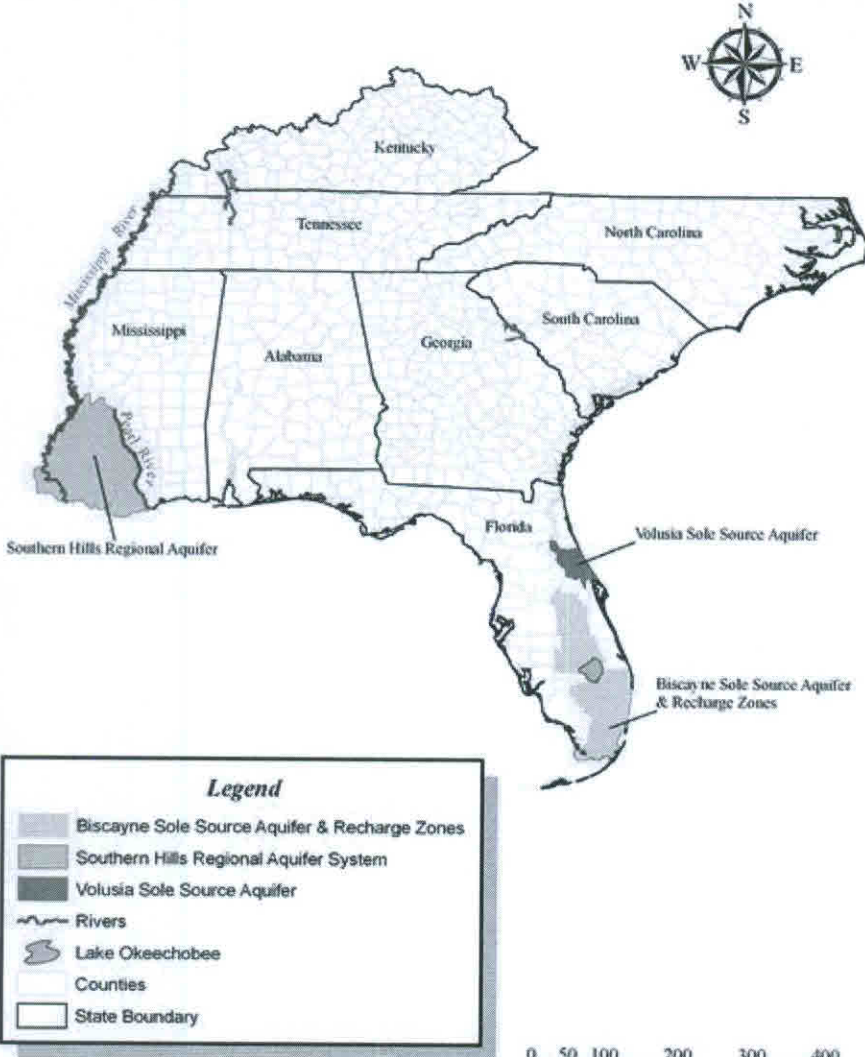 N
W E
S
Kentucky
Mississippi River
Tennessee
North Carolina
Mississippi
Alabama
Georgia
South Carolina
Pearl River
Florida
Southern Hills Regional Aquifer
Volusia Sole Source Aquifer
Biscayne Sole Source Aquifer
& Recharge Zones
Legend
Biscayne Sole Source Aquifer & Recharge Zones
Southern Hills Regional Aquifer System
Volusia Sole Source Aquifer
Rivers
Lake Okeechobee
Counties
State Boundary
0 50 100 200 300 400